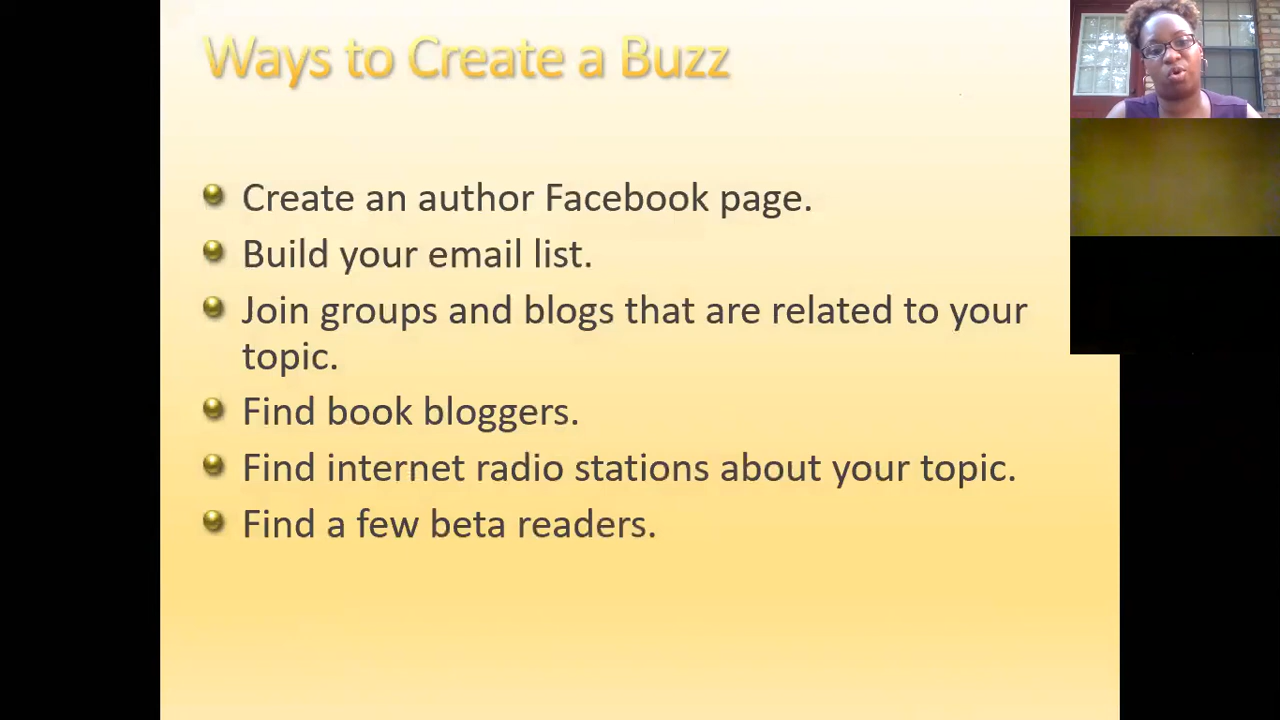 Ways to Create a Buzz
Create an author Facebook page.
Build your email list.
Join groups and blogs that are related to your
topic.
Find book bloggers.
Find internet radio stations about your topic.
Find a few beta readers.